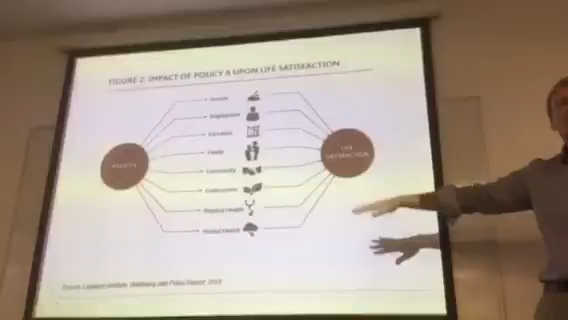 FIGURE 2: IMPACT OF POLICY A UPON LIFE SATISFACTION
Income
Employment
Education
Family
Community
Environment
Physical Health
Mental Health
POLICY A
LIFE
SATISFACTION
Source: Legatum Institute, Wellbeing and Policy Report, 2014